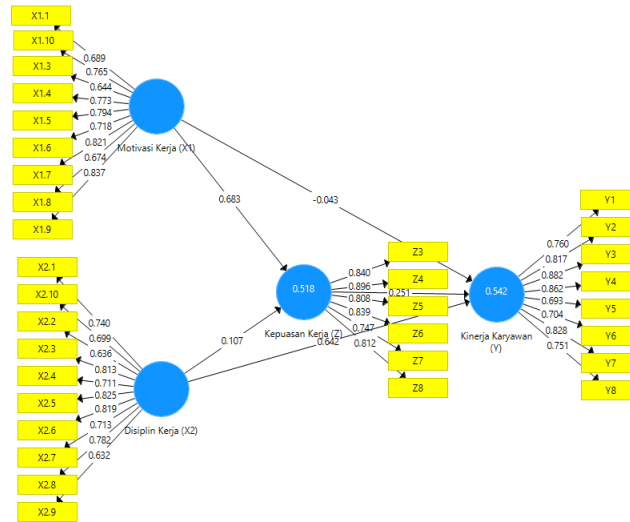 X1.1
X1.10
X1.3
X1.4
X1.5
X1.6
X1.7
X1.8
X1.9
0.689
0.765
0.644
0.773
0.794
0.718
0.821
0.674
0.837
Motivasi Kerja (X1)
0.683
-0.043
X2.1
X2.10
X2.2
X2.3
X2.4
X2.5
X2.6
X2.7
X2.8
X2.9
0.740
0.699
0.636
0.813
0.711
0.825
0.819
0.713
0.782
0.632
Disiplin Kerja (X2)
0.107
0.642
0.518
Kepuasan Kerja (Z)
0.840
0.896
0.808
0.839
0.747
0.812
0.251
Z3
Z4
Z5
Z6
Z7
Z8
0.542
Kinerja Karyawan
(Y)
0.760
0.817
0.882
0.862
0.693
0.704
0.828
0.751
Y1
Y2
Y3
Y4
Y5
Y6
Y7
Y8